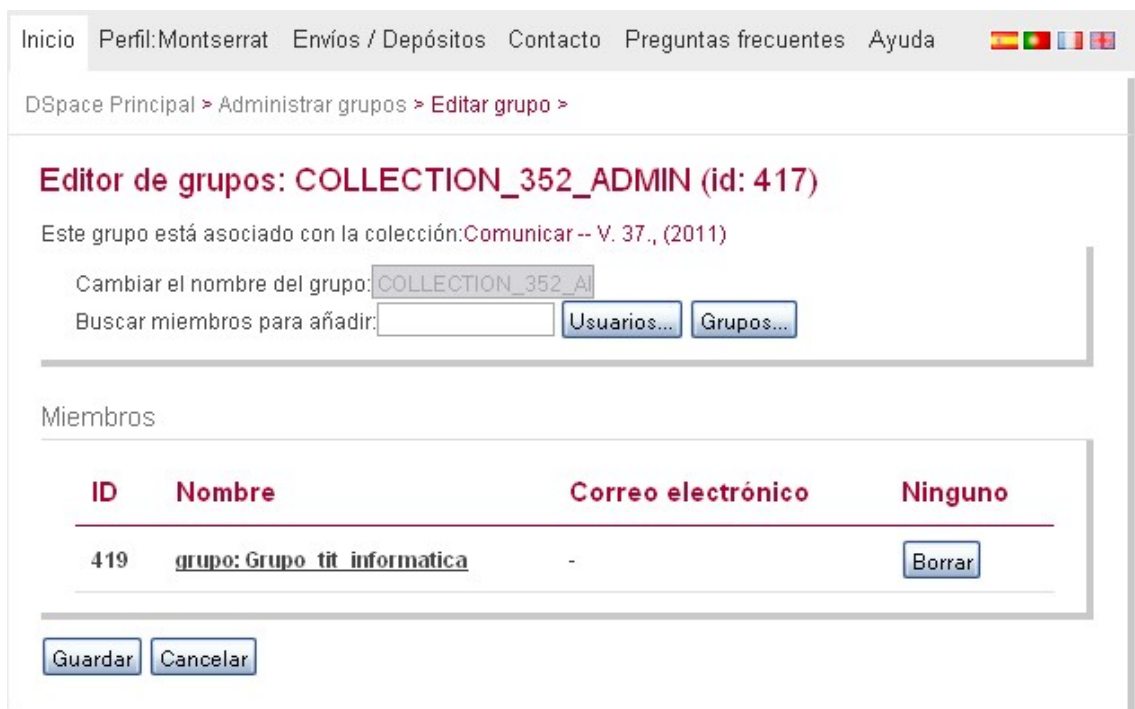 Inicio Perfil:Montserrat Envíos / Depósitos Contacto Preguntas frecuentes Ayuda
DSpace Principal > Administrar grupos > Editar grupo >
Editor de grupos: COLLECTION_352_ADMIN (id: 417)
Este grupo está asociado con la colección:Comunicar -- V. 37., (2011)
Cambiar el nombre del grupo: COLLECTION_352_AI
Buscar miembros para añadir: Usuarios... Grupos...
Miembros
ID Nombre Correo electrónico Ninguno
419 grupo: Grupo_tit_informatica - Borrar
Guardar Cancelar